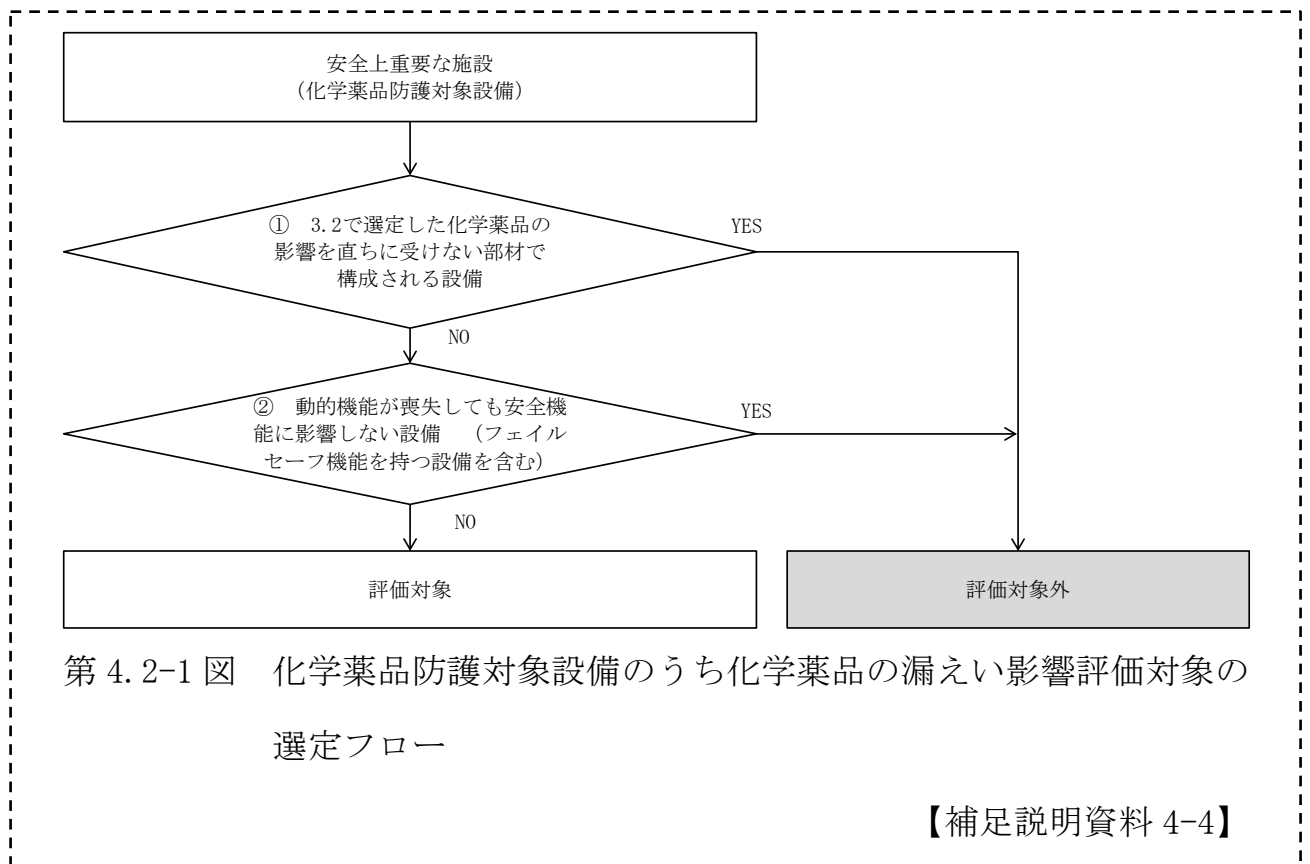 安全上重要な施設
(化学薬品防護対象設備)
① 3.2で選定した化学薬品の
影響を直ちに受けない部材で
構成される設備
YES
NO
② 動的機能が喪失しても安全機
能に影響しない設備 (フェイル
セーフ機能を持つ設備を含む)
YES
NO
評価対象
評価対象外
第 4.2-1 図 化学薬品防護対象設備のうち化学薬品の漏えい影響評価対象の
選定フロー
【補足説明資料 4-4】